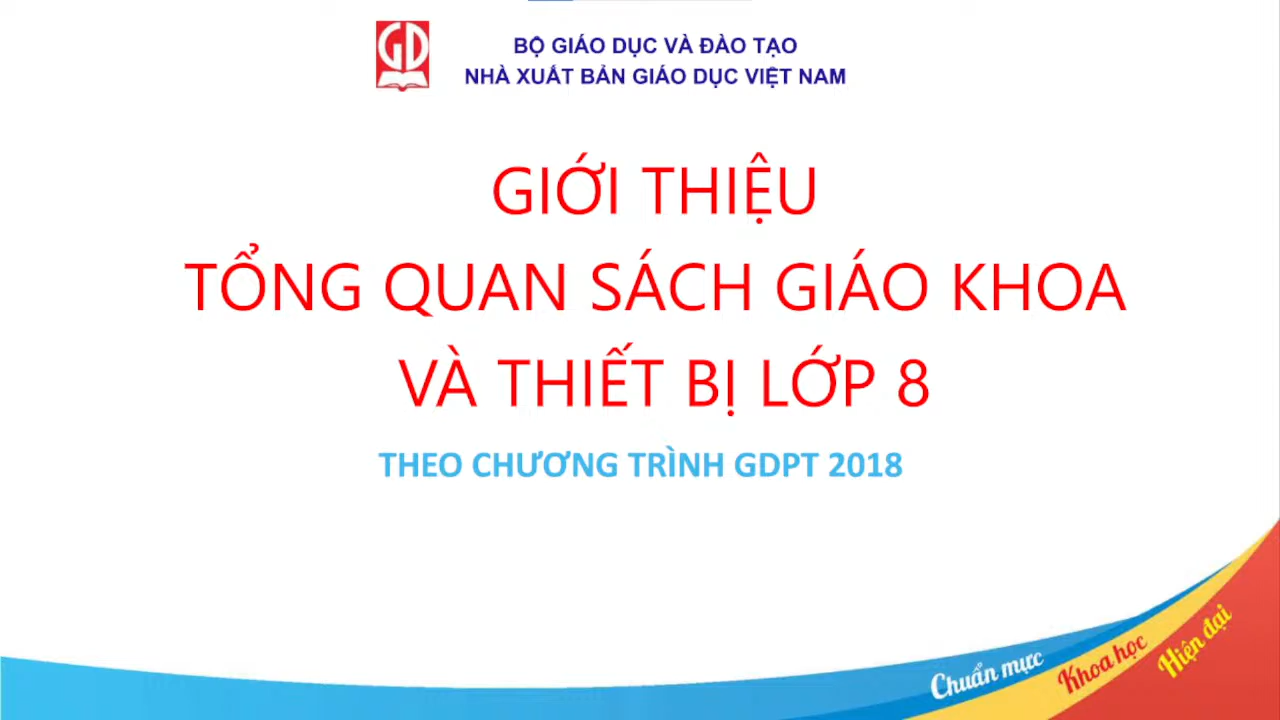 GD
BỘ GIÁO DỤC VÀ ĐÀO TẠO
NHÀ XUẤT BẢN GIÁO DỤC VIỆT NAM
GIỚI THIỆU
TỔNG QUAN SÁCH GIÁO KHOA
VÀ THIẾT BỊ LỚP 8
THEO CHƯƠNG TRÌNH GDPT 2018
Chuẩn mực
Khoa học
Hiện đại